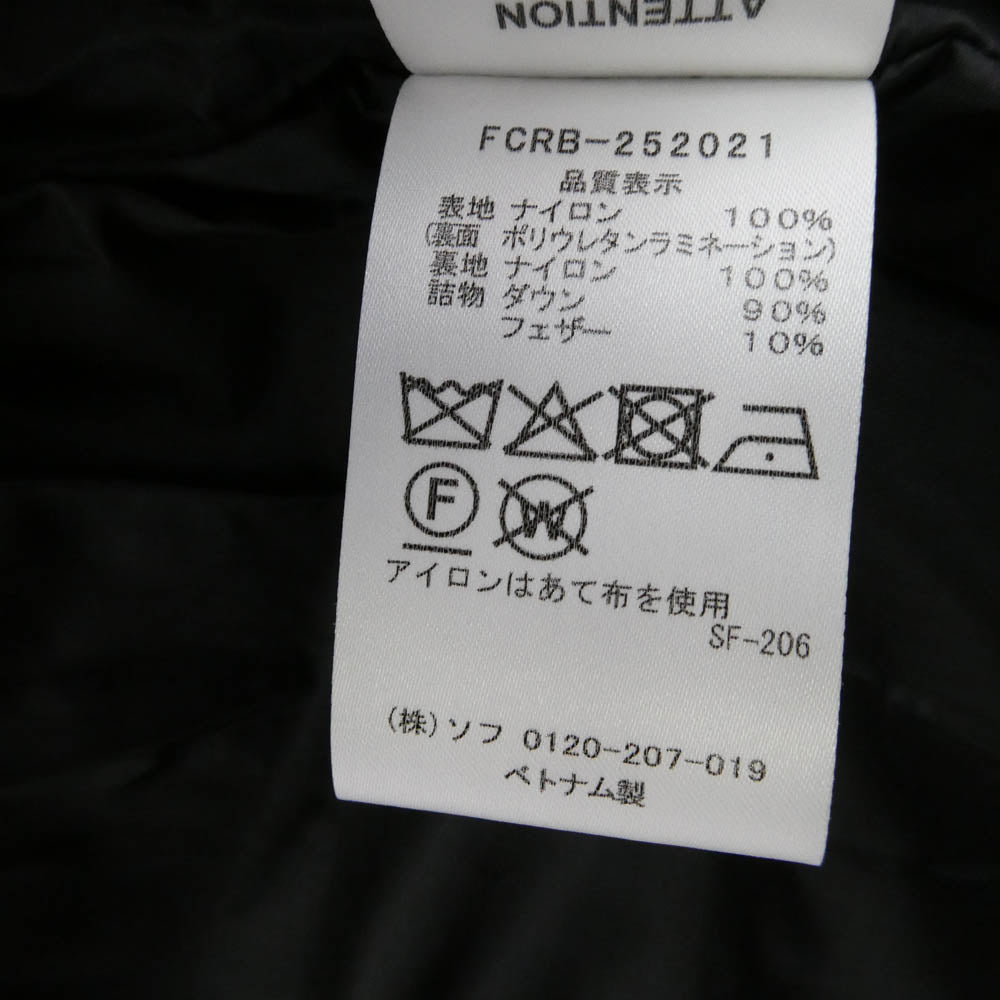 ATTENTION
FCRB-252021
品質表示
表地 ナイロン 100%
(裏面 ポリウレタンラミネーション)
裏地 ナイロン 100%
詰物 ダウン 90%
フェザー 10%
F W
アイロンはあて布を使用
SF-206
(株)ソフ 0120-207-019
ベトナム製